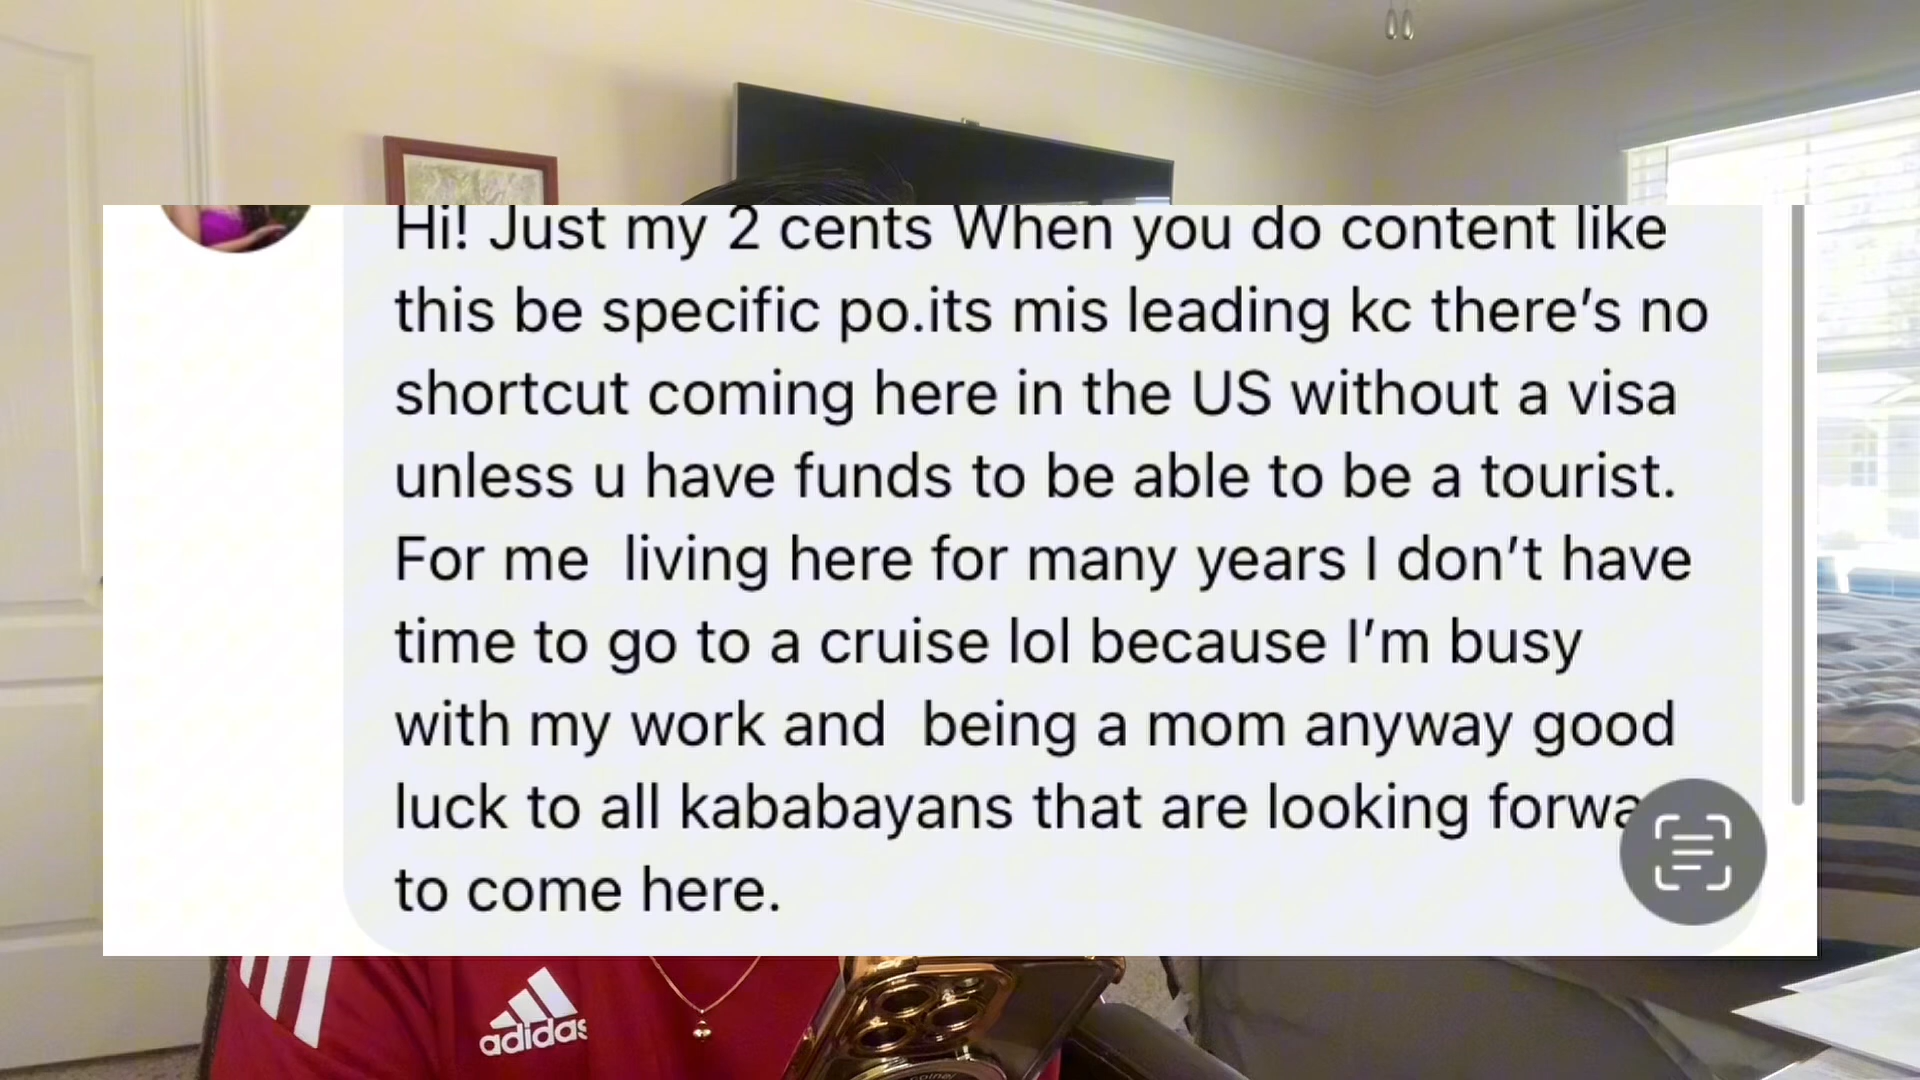 Hi! Just my 2 cents When you do content like
this be specific po.its mis leading kc there’s no
shortcut coming here in the US without a visa
unless u have funds to be able to be a tourist.
For me  living here for many years I don’t have
time to go to a cruise lol because I’m busy
with my work and  being a mom anyway good
luck to all kababayans that are looking forwa
to come here.
adidas